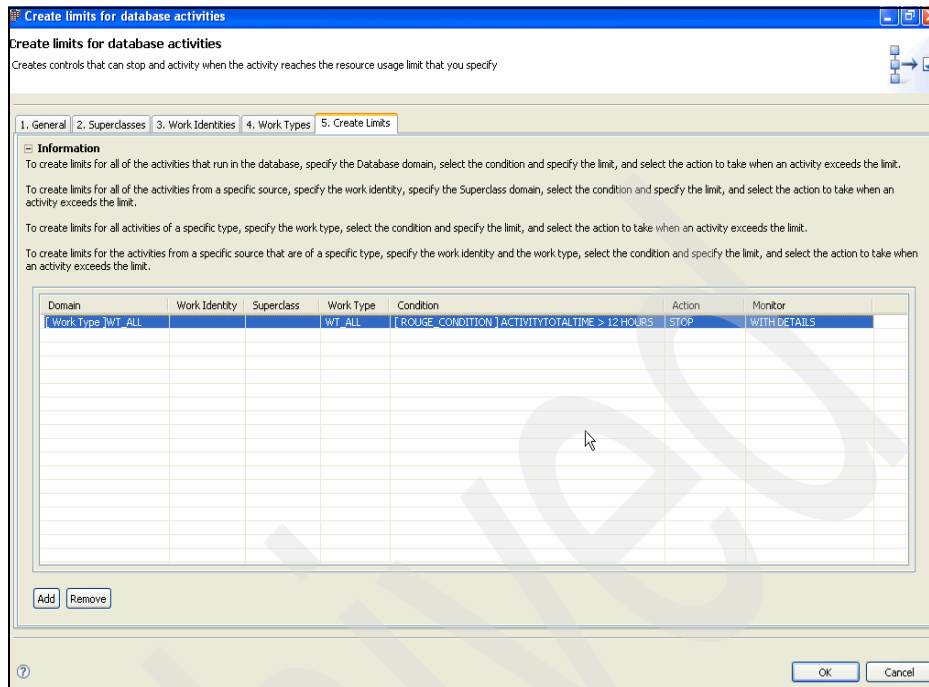 Create limits for database activities
Create limits for database activities
Creates controls that can stop and activity when the activity reaches the resource usage limit that you specify
1. General 2. Superclasses 3. Work Identities 4. Work Types 5. Create Limits
Information
To create limits for all of the activities that run in the database, specify the Database domain, select the condition and specify the limit, and select the action to take when an activity exceeds the limit.
To create limits for all of the activities from a specific source, specify the work identity, specify the Superclass domain, select the condition and specify the limit, and select the action to take when an
activity exceeds the limit.
To create limits for all activities of a specific type, specify the work type, select the condition and specify the limit, and select the action to take when an activity exceeds the limit.
To create limits for the activities from a specific source that are of a specific type, specify the work identity and the work type, select the condition and specify the limit, and select the action to take when
an activity exceeds the limit.
Domain Work Identity Superclass Work Type Condition Action Monitor
[ Work Type ]WT_ALL WT_ALL [ ROUGE_CONDITION ] ACTIVITYTOTALTIME > 12 HOURS STOP WITH DETAILS
Add Remove
OK Cancel